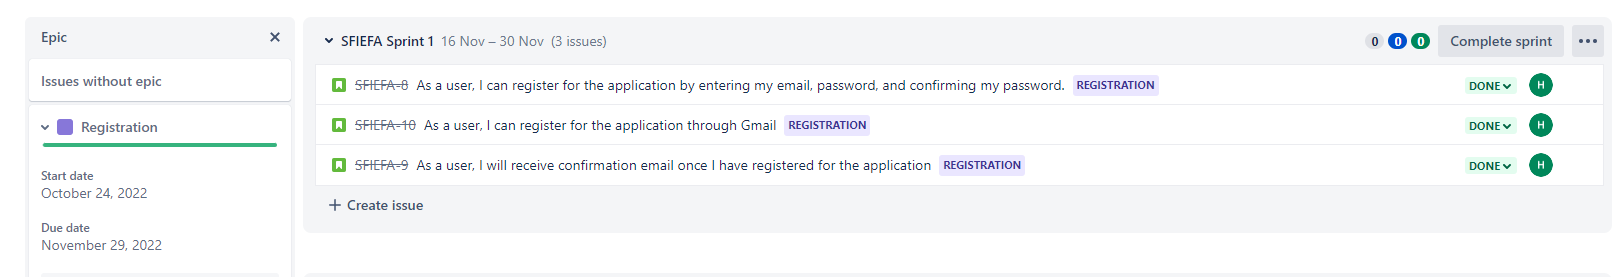 Epic
Issues without epic
Registration
Start date
October 24, 2022
Due date
November 29, 2022
SFIEFA Sprint 1 16 Nov – 30 Nov (3 issues)
0 0 0 Complete sprint
SFIEFA-8 As a user, I can register for the application by entering my email, password, and confirming my password. REGISTRATION DONE H
SFIEFA-10 As a user, I can register for the application through Gmail REGISTRATION DONE H
SFIEFA-9 As a user, I will receive confirmation email once I have registered for the application REGISTRATION DONE H
+ Create issue